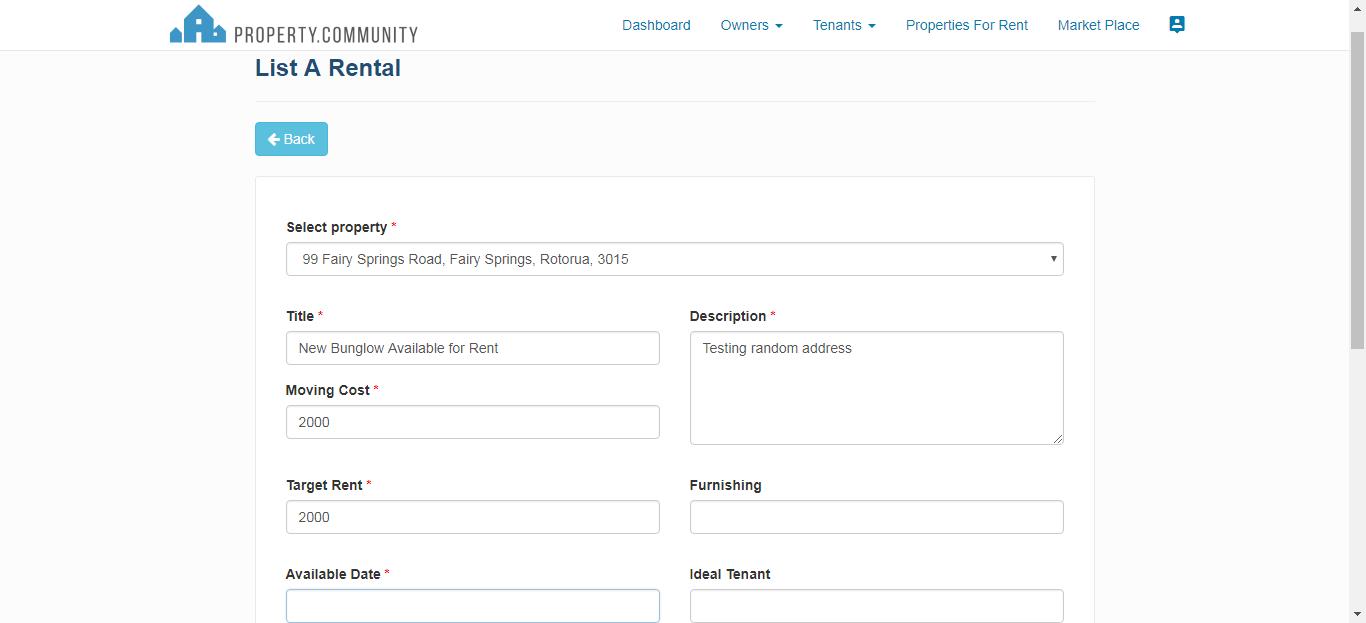 PROPERTY.COMMUNITY
Dashboard
Owners
Tenants
Properties For Rent
Market Place
List A Rental
Back
Select property *
99 Fairy Springs Road, Fairy Springs, Rotorua, 3015
Title *
New Bunglow Available for Rent
Description *
Testing random address
Moving Cost *
2000
Target Rent *
2000
Furnishing
Available Date *
Ideal Tenant